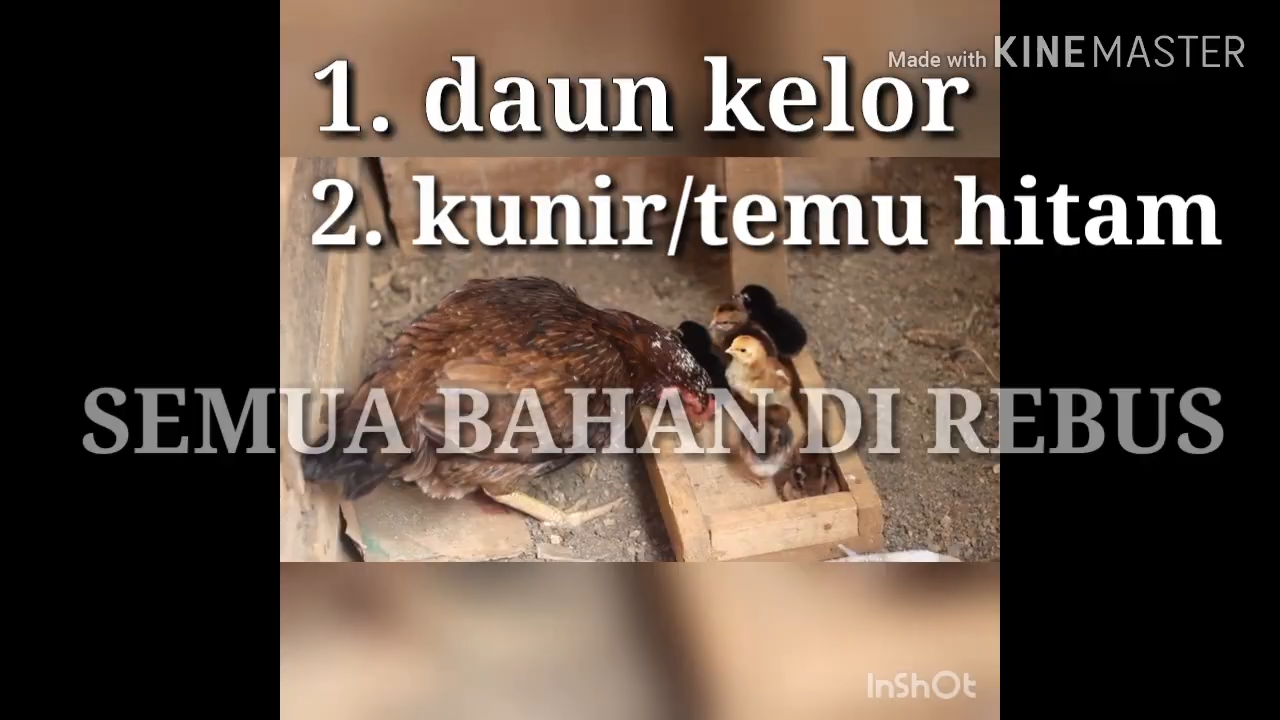 Made with KINEMASTER
1. daun kelor
2. kunir/temu hitam
SEMUA BAHAN DI REBUS
InShOt